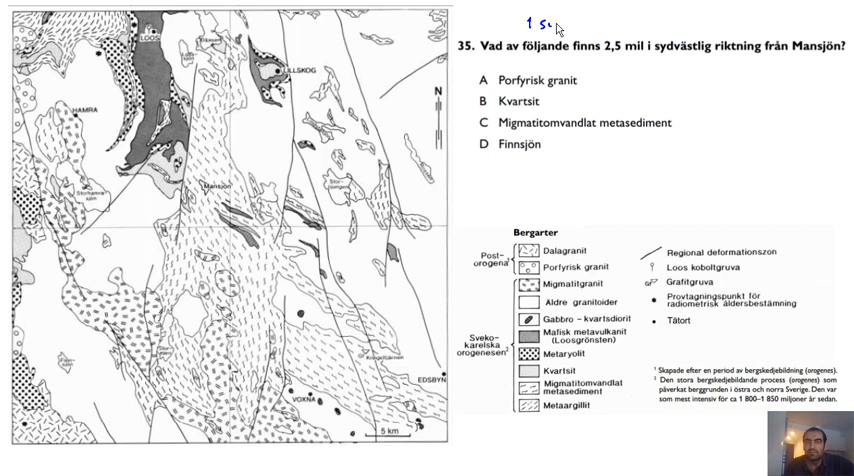 1 su
35. Vad av följande finns 2,5 mil i sydvästlig riktning från Mansjön?
A Porfyrisk granit
B Kvartsit
C Migmatitomvandlat metasediment
D Finnsjön
LOOS
LILLSKOG
N
HAMRA
Mansjön
EDSBYN
VOXNA
5 km
Bergarter
Post-
orogena¹
Dalagranit
Porfyrisk granit
Migmatitgranit
Äldre granitoider
Gabbro – kvartsdiorit
Sveko-
karelska
orogenesen²
Mafisk metavulkanit
(Loosgrönsten)
Metaryolit
Kvartsit
Migmatitomvandlat
metasediment
Metaargillit
Regional deformationszon
Loos koboltgruva
Gr
Grafitgruva
Provtagningspunkt för
radiometrisk åldersbestämning
Tätort
¹ Skapade efter en period av bergskedjebildning (orogenes).
² Den stora bergskedjebildande process (orogenes) som
påverkat berggrunden i östra och norra Sverige. Den var
som mest intensiv för ca 1 800–1 850 miljoner år sedan.